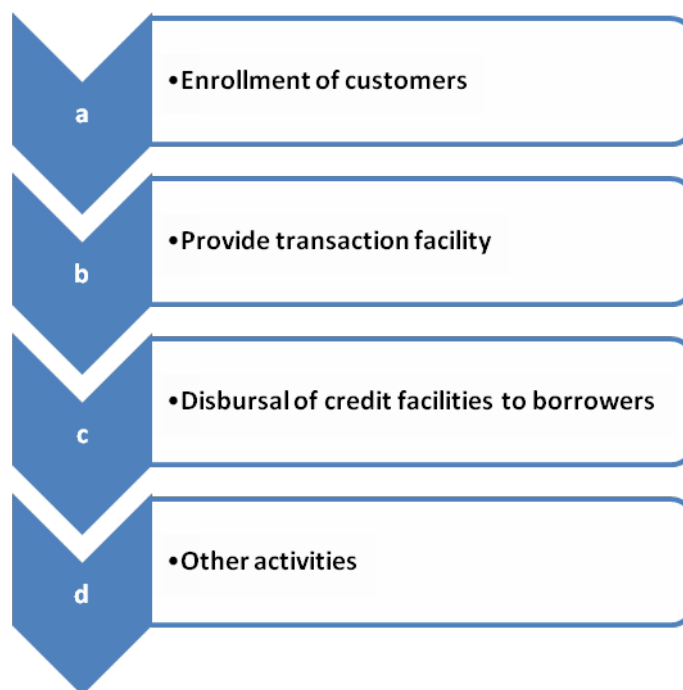 a
•Enrollment of customers
b
•Provide transaction facility
c
•Disbursal of credit facilities to borrowers
d
•Other activities